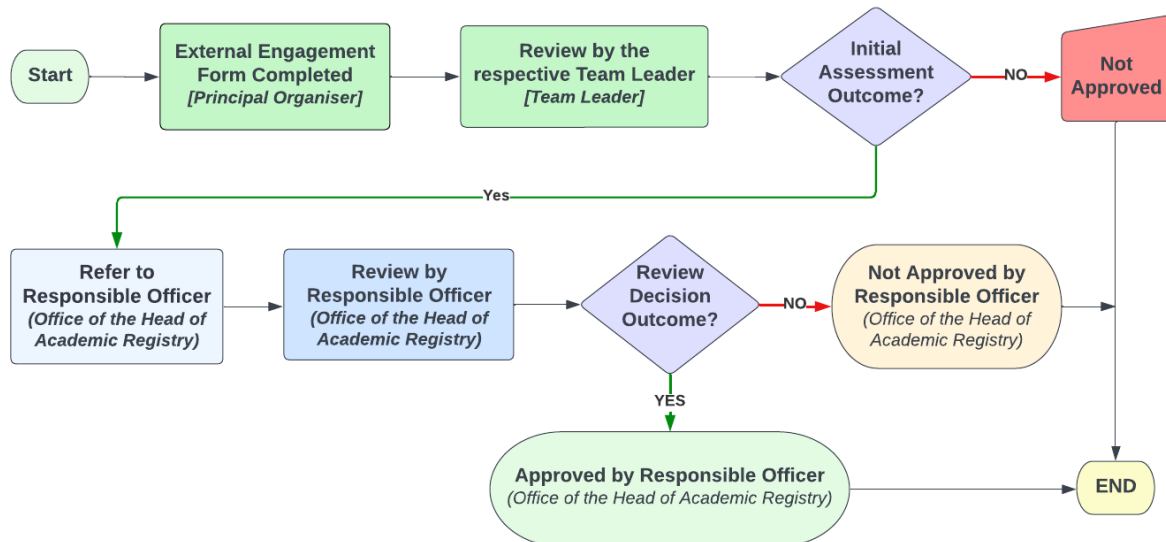 Start
External Engagement
Form Completed
[Principal Organiser]
Review by the
respective Team Leader
[Team Leader]
Initial
Assessment
Outcome?
NO
Not
Approved
Yes
Refer to
Responsible Officer
(Office of the Head of
Academic Registry)
Review by
Responsible Officer
(Office of the Head of
Academic Registry)
Review
Decision
Outcome?
NO
Not Approved by
Responsible Officer
(Office of the Head of
Academic Registry)
YES
Approved by Responsible Officer
(Office of the Head of Academic Registry)
END